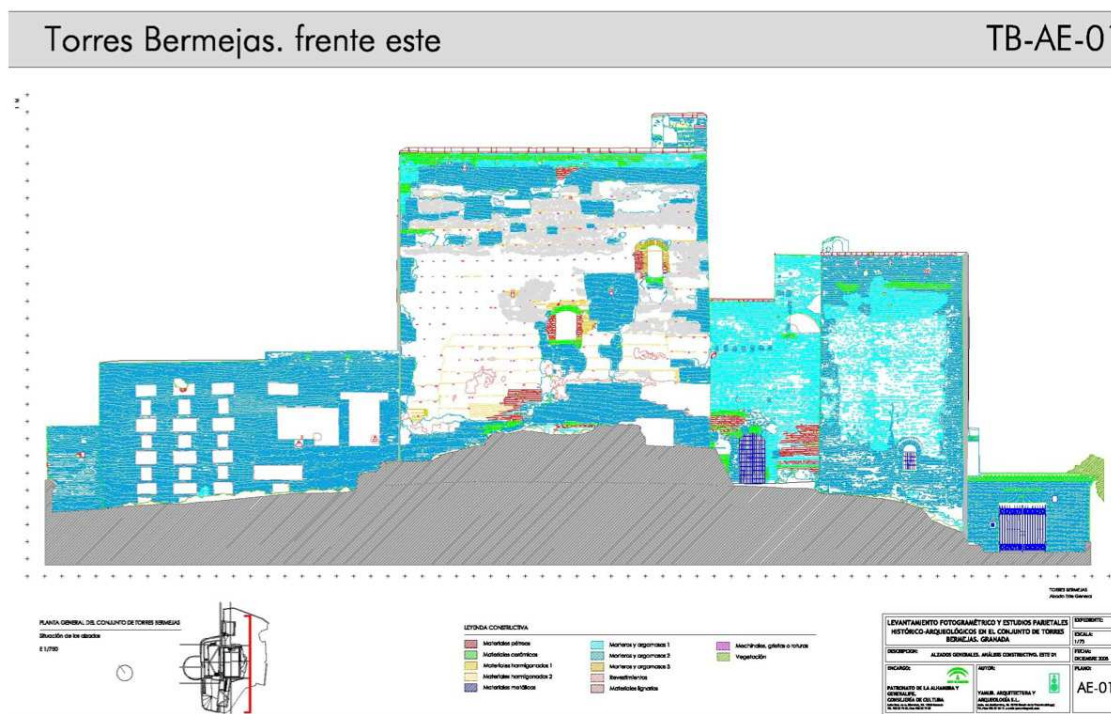 Torres Bermejas. frente este
TB-AE-01
TORRES BERMEJAS
PLANTA GENERAL DEL CONJUNTO DE TORRES BERMEJAS
Situación de los alzados
E 1/750
LEYENDA CONSTRUCTIVA
Materiales pétreos
Materiales cerámicos
Materiales hormigonados 1
Materiales hormigonados 2
Materiales metálicos
Morteros y argamasas 1
Morteros y argamasas 2
Morteros y argamasas 3
Revestimientos
Materiales lignarios
Mechinales, grietas o roturas
Vegetación
LEVANTAMIENTO FOTOGRAMÉTRICO Y ESTUDIOS PARIETALES
HISTÓRICO-ARQUEOLÓGICOS EN EL CONJUNTO DE TORRES
BERMEJAS. GRANADA
DESCRIPCIÓN:
ALZADOS GENERALES. ANÁLISIS CONSTRUCTIVO. ESTE 01
ENCARGO:
PATRONATO DE LA ALHAMBRA Y
GENERALIFE.
CONSEJERÍA DE CULTURA
AUTOR:
YAMUR. ARQUITECTURA Y
ARQUEOLOGÍA S.L.
EXPEDIENTE:
ESCALA:
1/75
FECHA:
DICIEMBRE
PLANO:
AE-01